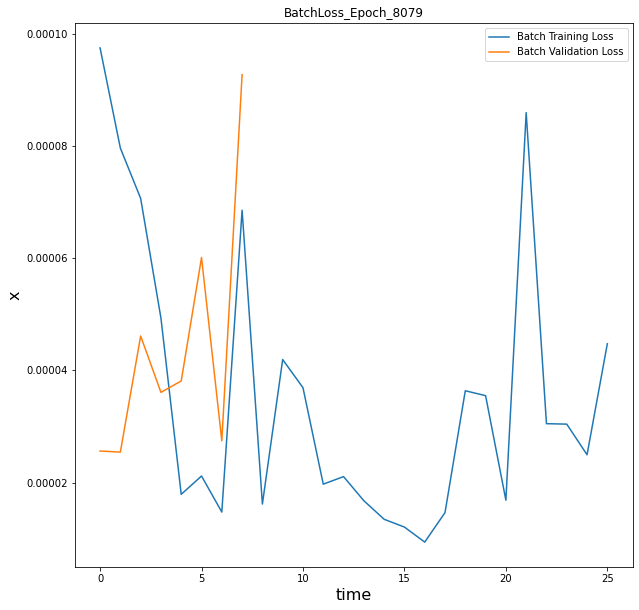 BatchLoss_Epoch_8079
Batch Training Loss
Batch Validation Loss
0.00010
0.00008
0.00006
0.00004
0.00002
x
0 5 10 15 20 25
time